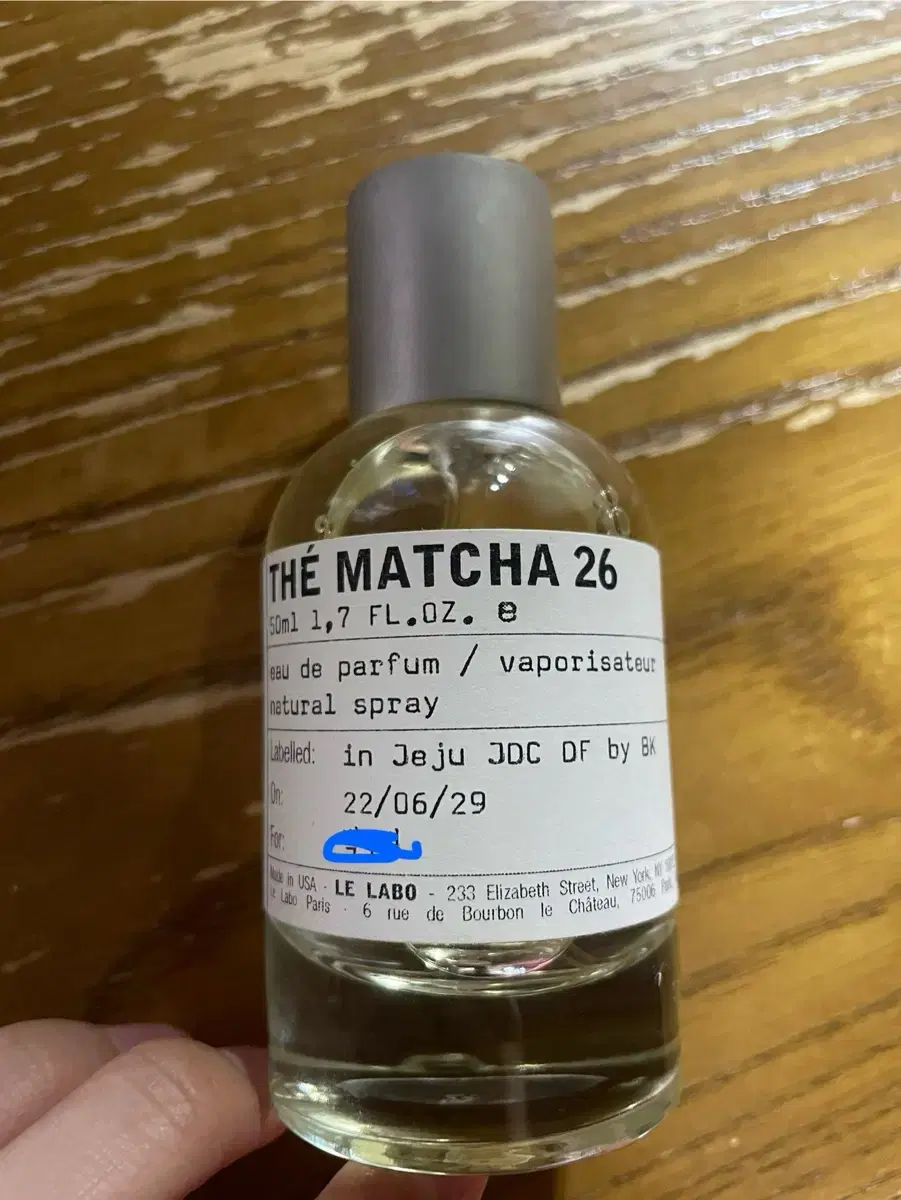 THÉ MATCHA 26
50ml 1,7 FL.OZ. e
eau de parfum / vaporisateur
natural spray
Labelled: in Jeju JDC DF by BK
On: 22/06/29
For:
Made in USA - LE LABO - 233 Elizabeth Street, New York, NY
Le Labo Paris - 6 rue de Bourbon le Château, 75006